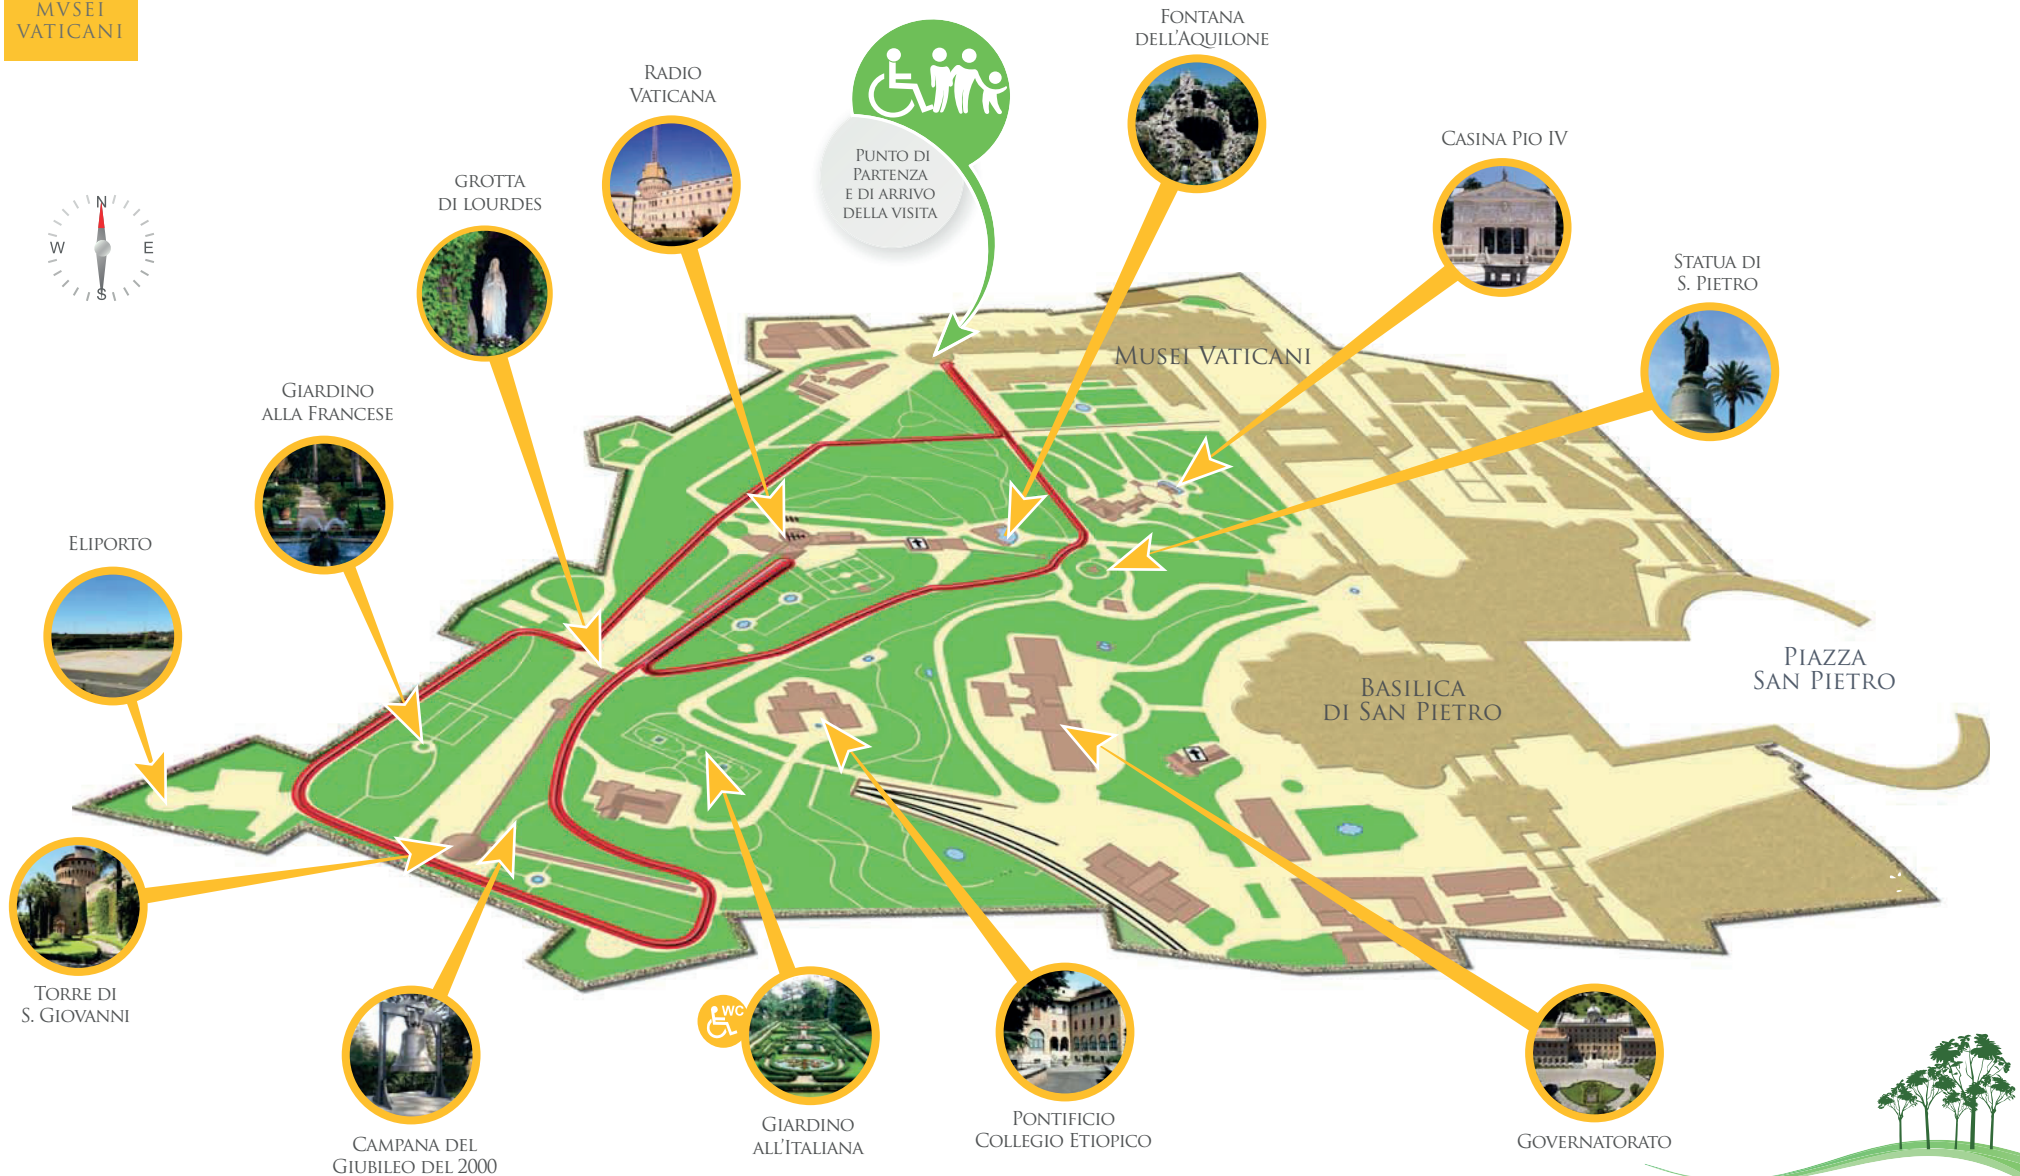 MVSEI
VATICANI
FONTANA
DELL'AQUILONE
RADIO
VATICANA
CASINA PIO IV
PUNTO DI
PARTENZA
E DI ARRIVO
DELLA VISITA
GROTTA
DI LOURDES
N
W
E
S
STATUA DI
S. PIETRO
MUSEI VATICANI
GIARDINO
ALLA FRANCESE
ELIPORTO
PIAZZA
SAN PIETRO
BASILICA
DI SAN PIETRO
TORRE DI
S. GIOVANNI
WC
CAMPANA DEL
GIUBILEO DEL 2000
GIARDINO
ALL'ITALIANA
PONTIFICIO
COLLEGIO ETIOPICO
GOVERNATORATO